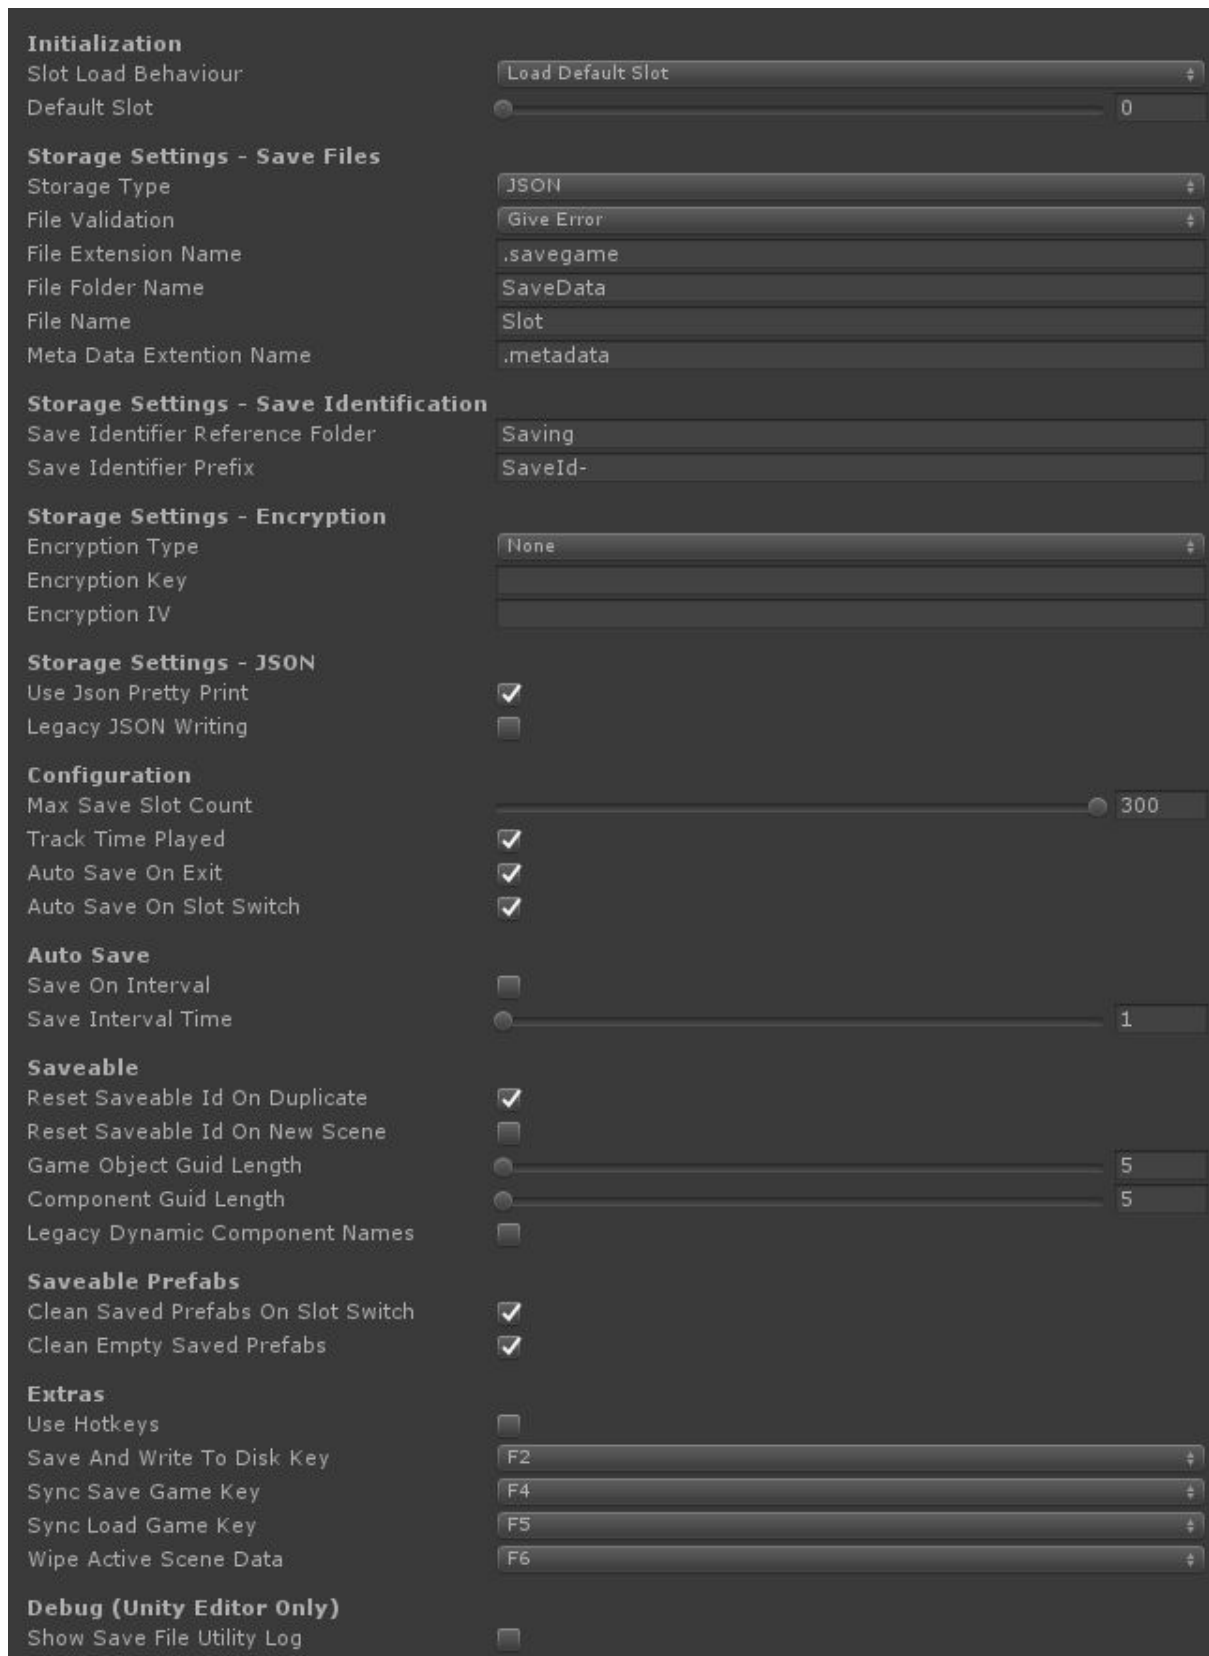 Initialization
Slot Load Behaviour Load Default Slot
Default Slot 0
Storage Settings - Save Files
Storage Type JSON
File Validation Give Error
File Extension Name .savegame
File Folder Name SaveData
File Name Slot
Meta Data Extention Name .metadata
Storage Settings - Save Identification
Save Identifier Reference Folder Saving
Save Identifier Prefix SaveId-
Storage Settings - Encryption
Encryption Type None
Encryption Key
Encryption IV
Storage Settings - JSON
Use Json Pretty Print
Legacy JSON Writing
Configuration
Max Save Slot Count 300
Track Time Played
Auto Save On Exit
Auto Save On Slot Switch
Auto Save
Save On Interval
Save Interval Time 1
Saveable
Reset Saveable Id On Duplicate
Reset Saveable Id On New Scene
Game Object Guid Length 5
Component Guid Length 5
Legacy Dynamic Component Names
Saveable Prefabs
Clean Saved Prefabs On Slot Switch
Clean Empty Saved Prefabs
Extras
Use Hotkeys
Save And Write To Disk Key F2
Sync Save Game Key F4
Sync Load Game Key F5
Wipe Active Scene Data F6
Debug (Unity Editor Only)
Show Save File Utility Log